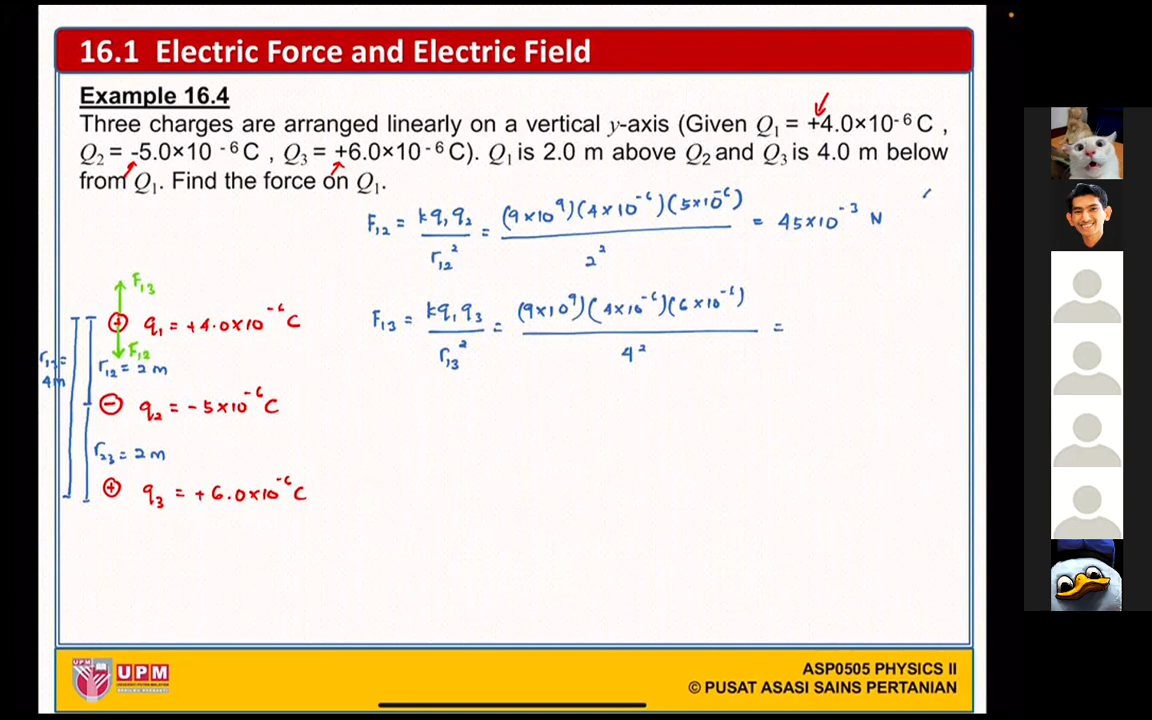 16.1 Electric Force and Electric Field
Example 16.4
Three charges are arranged linearly on a vertical y-axis (Given Q₁ = +4.0×10⁻⁶ C ,
Q₂ = -5.0×10 ⁻⁶ C , Q₃ = +6.0×10⁻⁶ C). Q₁ is 2.0 m above Q₂ and Q₃ is 4.0 m below
from Q₁. Find the force on Q₁.
F₁₂ = kq₁q₂ / r₁₂² = (9×10⁹)(4×10⁻⁶)(5×10⁻⁶) / 2² = 45×10⁻³ N
F₁₃ = kq₁q₃ / r₁₃² = (9×10⁹)(4×10⁻⁶)(6×10⁻⁶) / 4² =
F₁₃
+ q₁ = +4.0×10⁻⁶ C
F₁₂
r₁₂ = 2 m
r₁₃ =
4m
− q₂ = −5×10⁻⁶ C
r₂₃ = 2 m
+ q₃ = +6.0×10⁻⁶ C
UPM
UPM
ASP0505 PHYSICS II
© PUSAT ASASI SAINS PERTANIAN